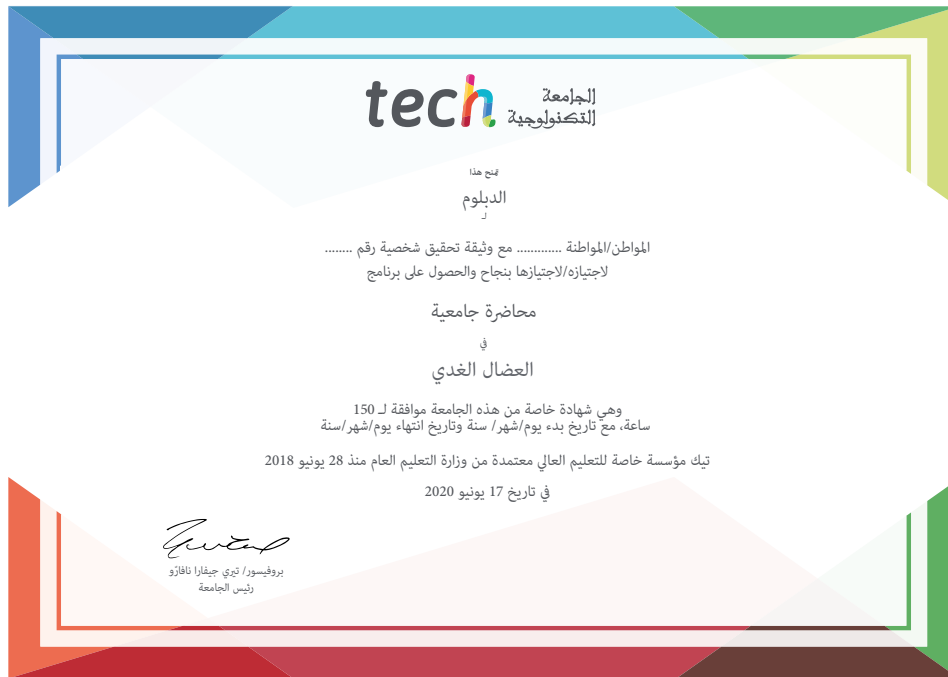 tech
الجامعة
التكنولوجية
تمنح هذا
الدبلوم
لـ
المواطن/المواطنة ............. مع وثيقة تحقيق شخصية رقم ........
لاجتيازه/لاجتيازها بنجاح والحصول على برنامج
محاضرة جامعية
في
العضال الغدي
وهي شهادة خاصة من هذه الجامعة موافقة لـ 150
ساعة، مع تاريخ بدء يوم/شهر/ سنة وتاريخ انتهاء يوم/شهر/سنة
تيك مؤسسة خاصة للتعليم العالي معتمدة من وزارة التعليم العام منذ 28 يونيو 2018
في تاريخ 17 يونيو 2020
بروفيسور/ تيري جيفارا نافارّو
رئيس الجامعة